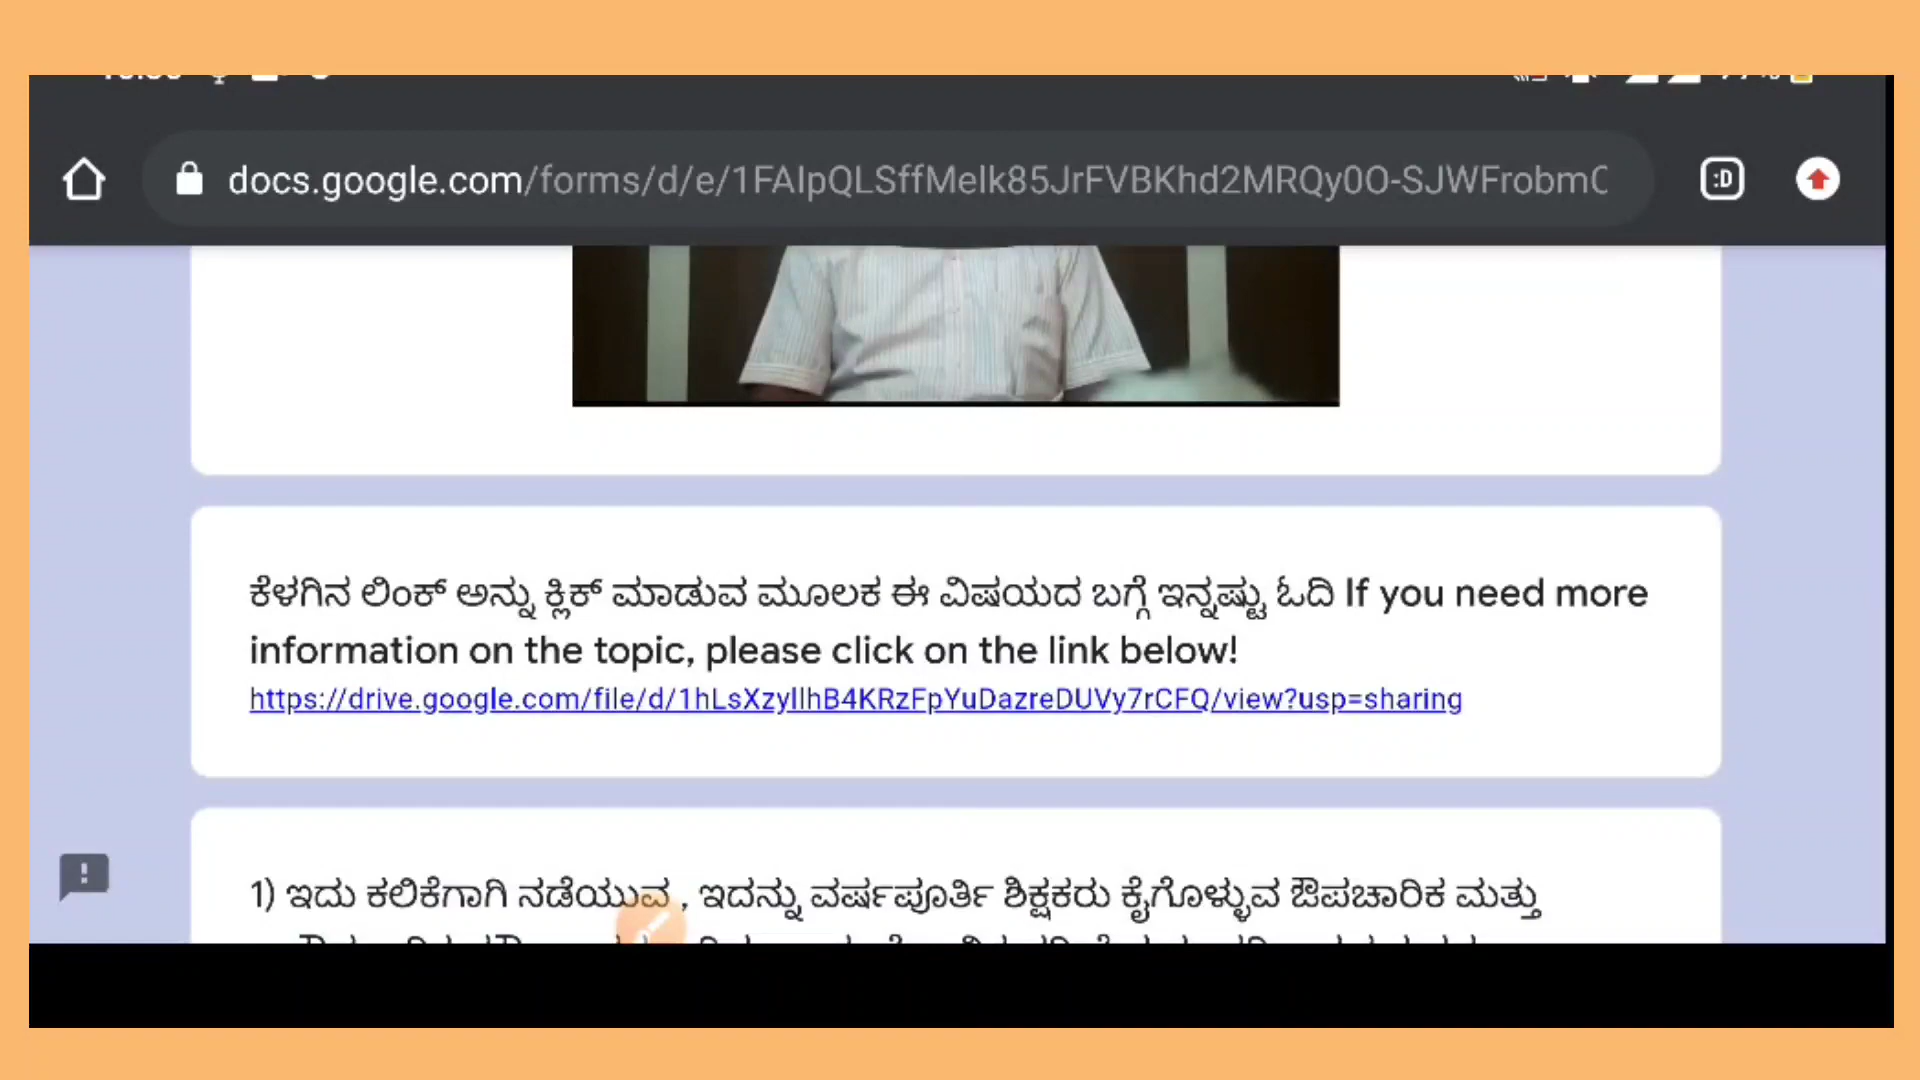 docs.google.com/forms/d/e/1FAIpQLSffMelk85JrFVBKhd2MRQy0O-SJWFrobmC
:D
ಕೆಳಗಿನ ಲಿಂಕ್ ಅನ್ನು ಕ್ಲಿಕ್ ಮಾಡುವ ಮೂಲಕ ಈ ವಿಷಯದ ಬಗ್ಗೆ ಇನ್ನಷ್ಟು ಓದಿ If you need more
information on the topic, please click on the link below!
https://drive.google.com/file/d/1hLsXzyllhB4KRzFpYuDazreDUVy7rCFQ/view?usp=sharing
1) ಇದು ಕಲಿಕೆಗಾಗಿ ನಡೆಯುವ , ಇದನ್ನು ವರ್ಷಪೂರ್ತಿ ಶಿಕ್ಷಕರು ಕೈಗೊಳ್ಳುವ ಔಪಚಾರಿಕ ಮತ್ತು